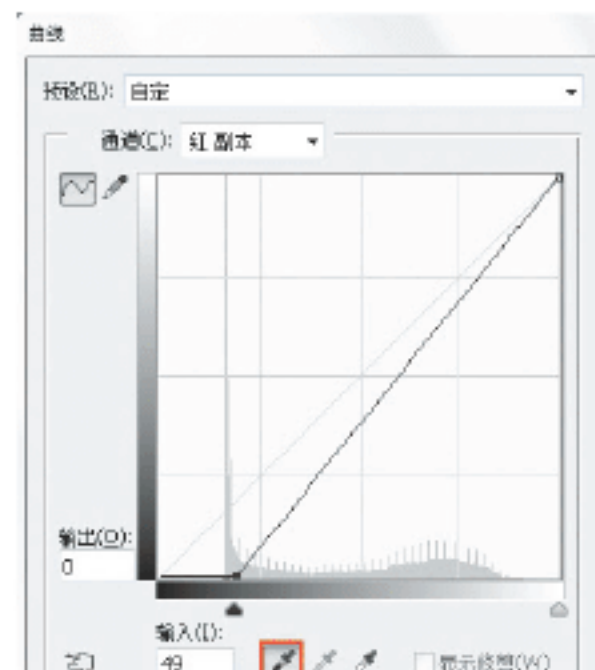 曲线
预设(R): 自定
通道(C): 红 副本
输出(O):
0
输入(I):
49
显示修剪(W)